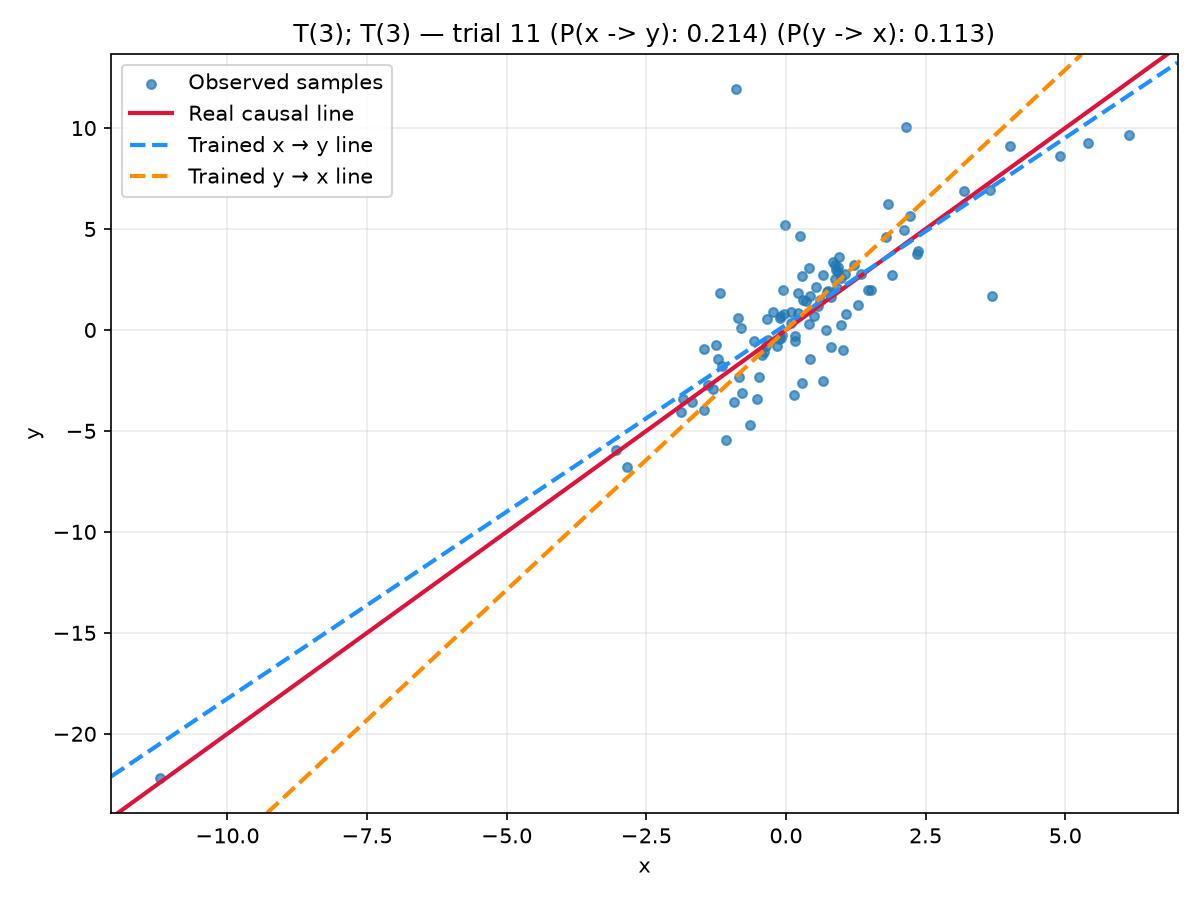 T(3); T(3) — trial 11 (P(x -> y): 0.214) (P(y -> x): 0.113)
Observed samples
Real causal line
Trained x → y line
Trained y → x line
10
5
0
−5
−10
−15
−20
y
−10.0 −7.5 −5.0 −2.5 0.0 2.5 5.0
x